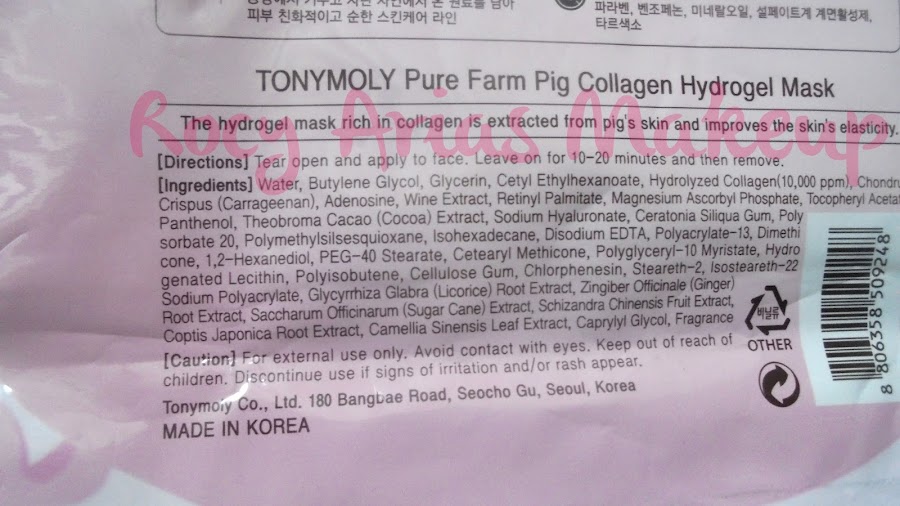 피부 친화적이고 순한 스킨케어 라인
파라벤, 벤조페논, 미네랄오일, 설페이트계 계면활성제,
타르색소
TONYMOLY Pure Farm Pig Collagen Hydrogel Mask
Rocy Arias Makeup
The hydrogel mask rich in collagen is extracted from pig's skin and improves the skin's elasticity.
[Directions] Tear open and apply to face. Leave on for 10-20 minutes and then remove.
[Ingredients] Water, Butylene Glycol, Glycerin, Cetyl Ethylhexanoate, Hydrolyzed Collagen(10,000 ppm), Chondru
Crispus (Carrageenan), Adenosine, Wine Extract, Retinyl Palmitate, Magnesium Ascorbyl Phosphate, Tocopheryl Acetat
Panthenol, Theobroma Cacao (Cocoa) Extract, Sodium Hyaluronate, Ceratonia Siliqua Gum, Poly
sorbate 20, Polymethylsilsesquioxane, Isohexadecane, Disodium EDTA, Polyacrylate-13, Dimethi
cone, 1,2-Hexanediol, PEG-40 Stearate, Cetearyl Methicone, Polyglyceryl-10 Myristate, Hydro
genated Lecithin, Polyisobutene, Cellulose Gum, Chlorphenesin, Steareth-2, Isosteareth-22
Sodium Polyacrylate, Glycyrrhiza Glabra (Licorice) Root Extract, Zingiber Officinale (Ginger)
Root Extract, Saccharum Officinarum (Sugar Cane) Extract, Schizandra Chinensis Fruit Extract,
Coptis Japonica Root Extract, Camellia Sinensis Leaf Extract, Caprylyl Glycol, Fragrance
[Caution] For external use only. Avoid contact with eyes. Keep out of reach of
children. Discontinue use if signs of irritation and/or rash appear.
Tonymoly Co., Ltd. 180 Bangbae Road, Seocho Gu, Seoul, Korea
MADE IN KOREA
비닐류
OTHER
8 806358 509248